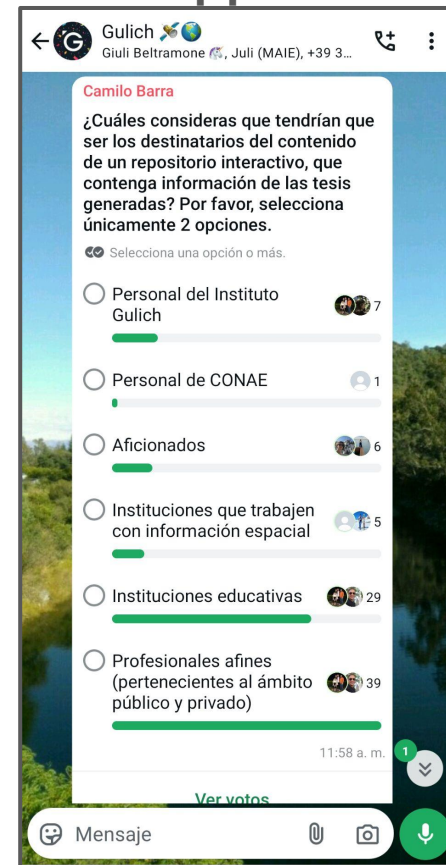 Gulich 🛰️🌎
Giuli Beltramone 🦄, Juli (MAIE), +39 3...
Camilo Barra
¿Cuáles consideras que tendrían que
ser los destinatarios del contenido
de un repositorio interactivo, que
contenga información de las tesis
generadas? Por favor, selecciona
únicamente 2 opciones.
Selecciona una opción o más.
Personal del Instituto
Gulich
7
Personal de CONAE
1
Aficionados
6
Instituciones que trabajen
con información espacial
5
Instituciones educativas
29
Profesionales afines
(pertenecientes al ámbito
público y privado)
39
11:58 a. m.
1
Ver votos
Mensaje